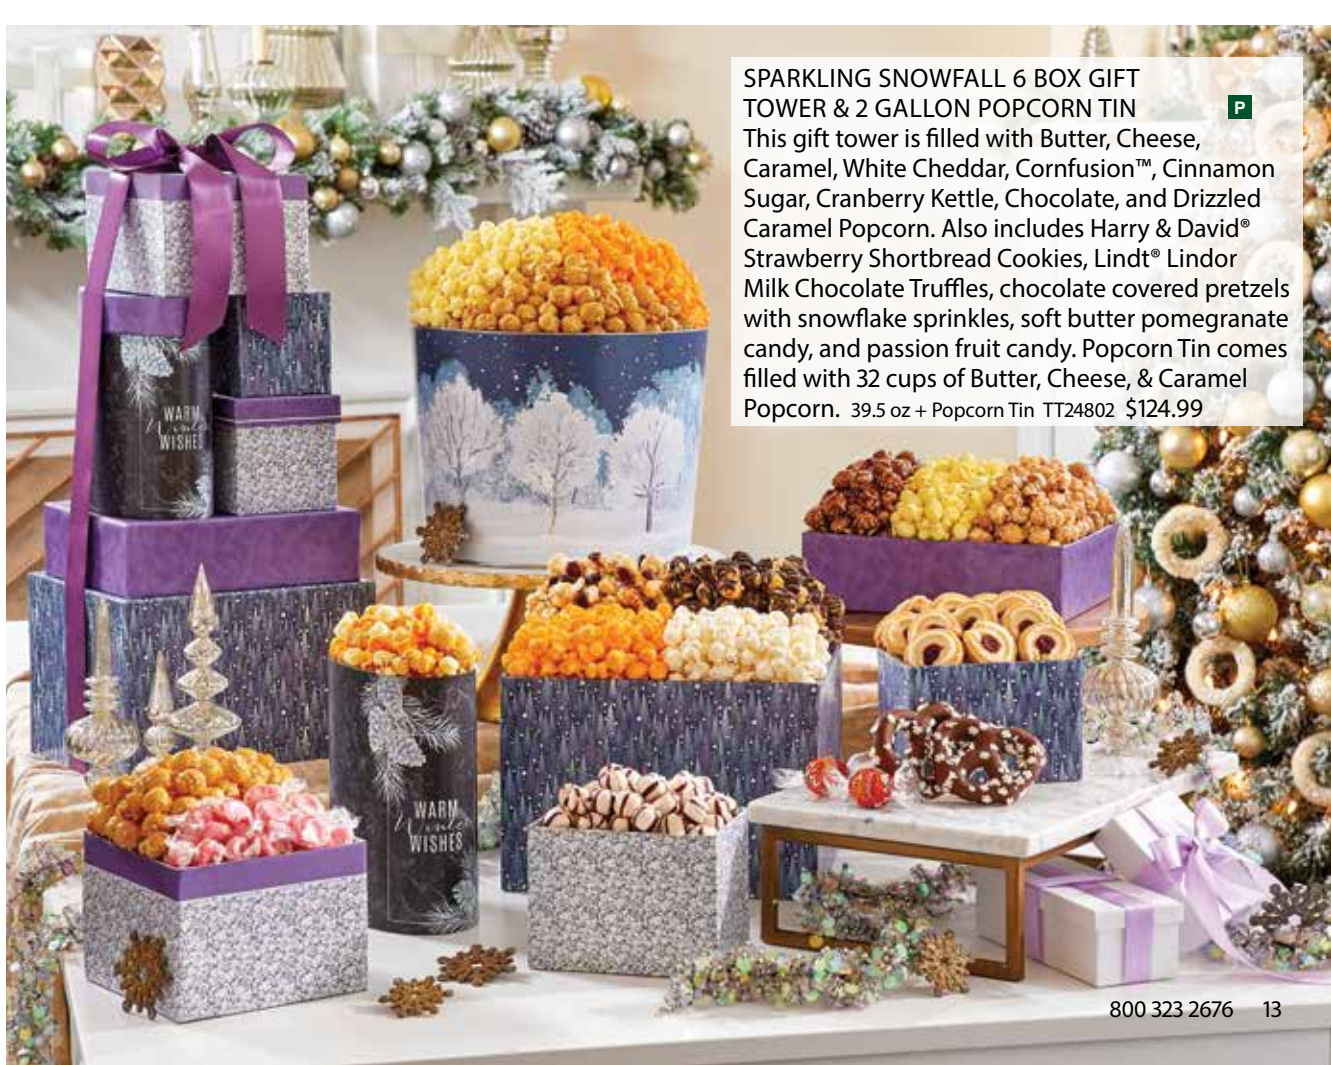 SPARKLING SNOWFALL 6 BOX GIFT
TOWER & 2 GALLON POPCORN TIN P
This gift tower is filled with Butter, Cheese,
Caramel, White Cheddar, Cornfusion™, Cinnamon
Sugar, Cranberry Kettle, Chocolate, and Drizzled
Caramel Popcorn. Also includes Harry & David®
Strawberry Shortbread Cookies, Lindt® Lindor
Milk Chocolate Truffles, chocolate covered pretzels
with snowflake sprinkles, soft butter pomegranate
candy, and passion fruit candy. Popcorn Tin comes
filled with 32 cups of Butter, Cheese, & Caramel
Popcorn. 39.5 oz + Popcorn Tin TT24802 $124.99
WARM
Winter
WISHES
WARM
Winter
WISHES
800 323 2676 13